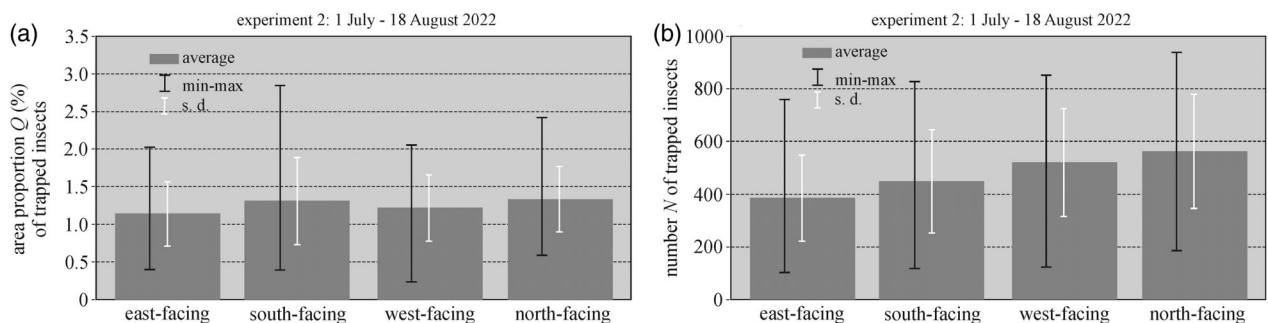 (a)
experiment 2: 1 July - 18 August 2022
area proportion Q (%)
of trapped insects
3.5
3.0
2.5
2.0
1.5
1.0
0.5
0
average
min-max
s. d.
east-facing
south-facing
west-facing
north-facing
(b)
experiment 2: 1 July - 18 August 2022
number N of trapped insects
1000
800
600
400
200
0
average
min-max
s. d.
east-facing
south-facing
west-facing
north-facing